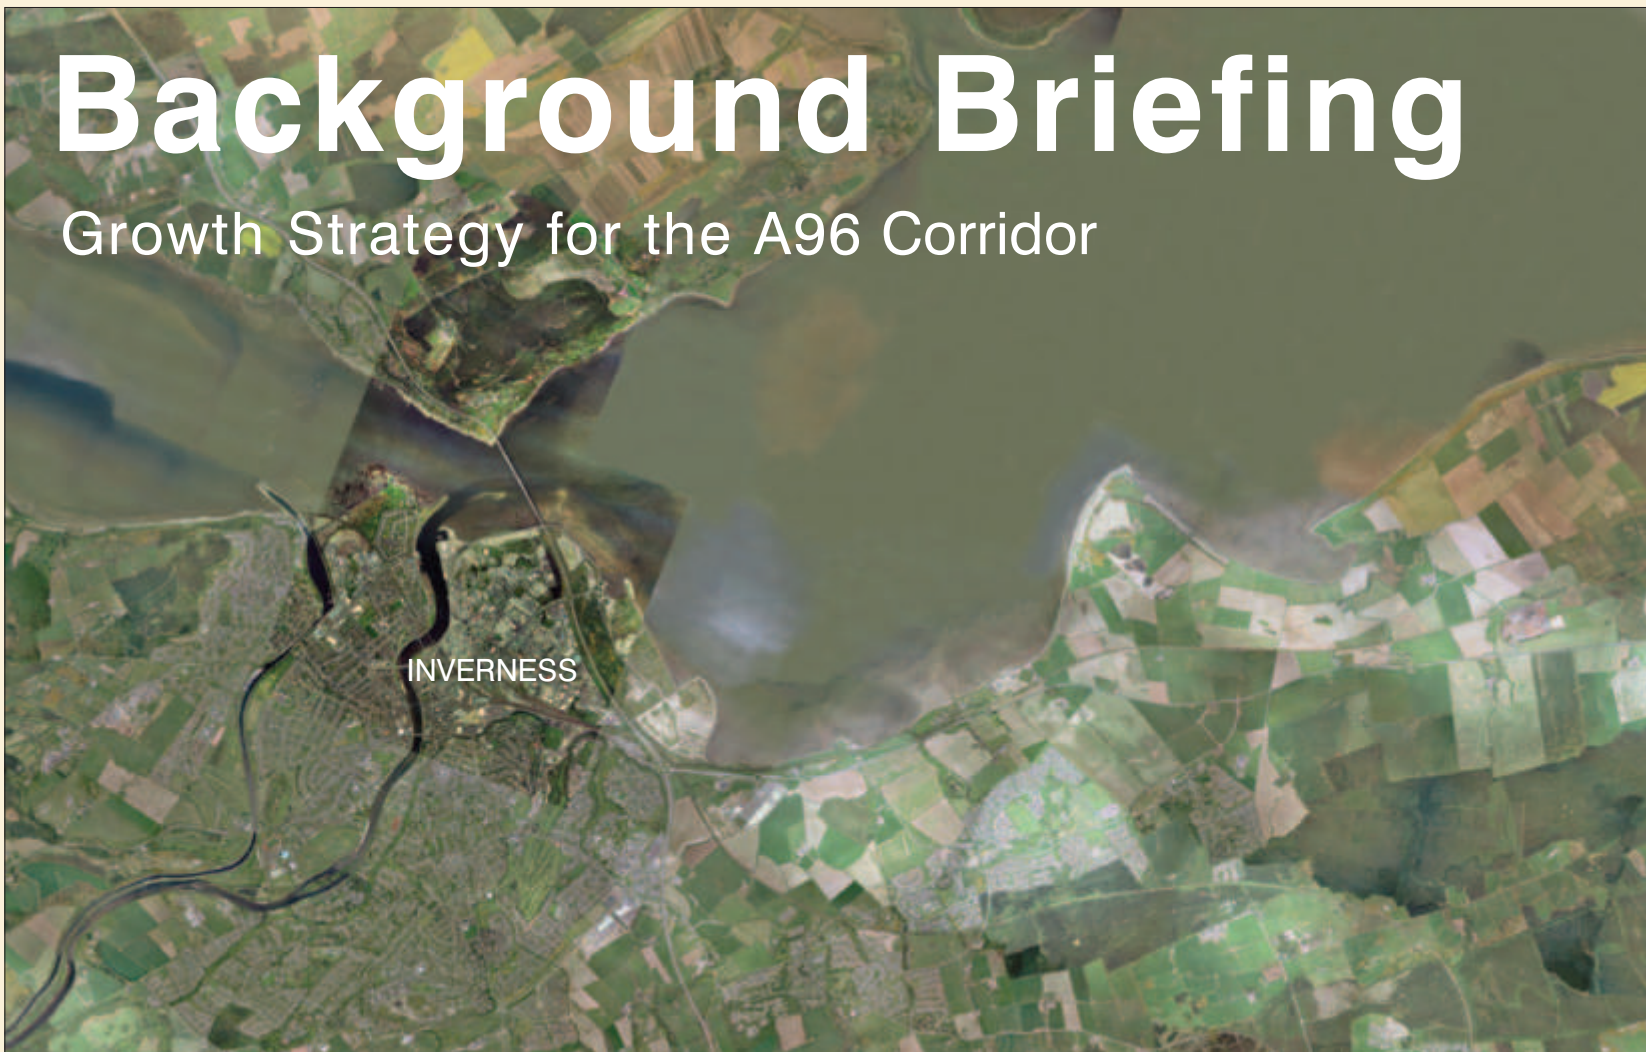 Background Briefing
Growth Strategy for the A96 Corridor
INVERNESS